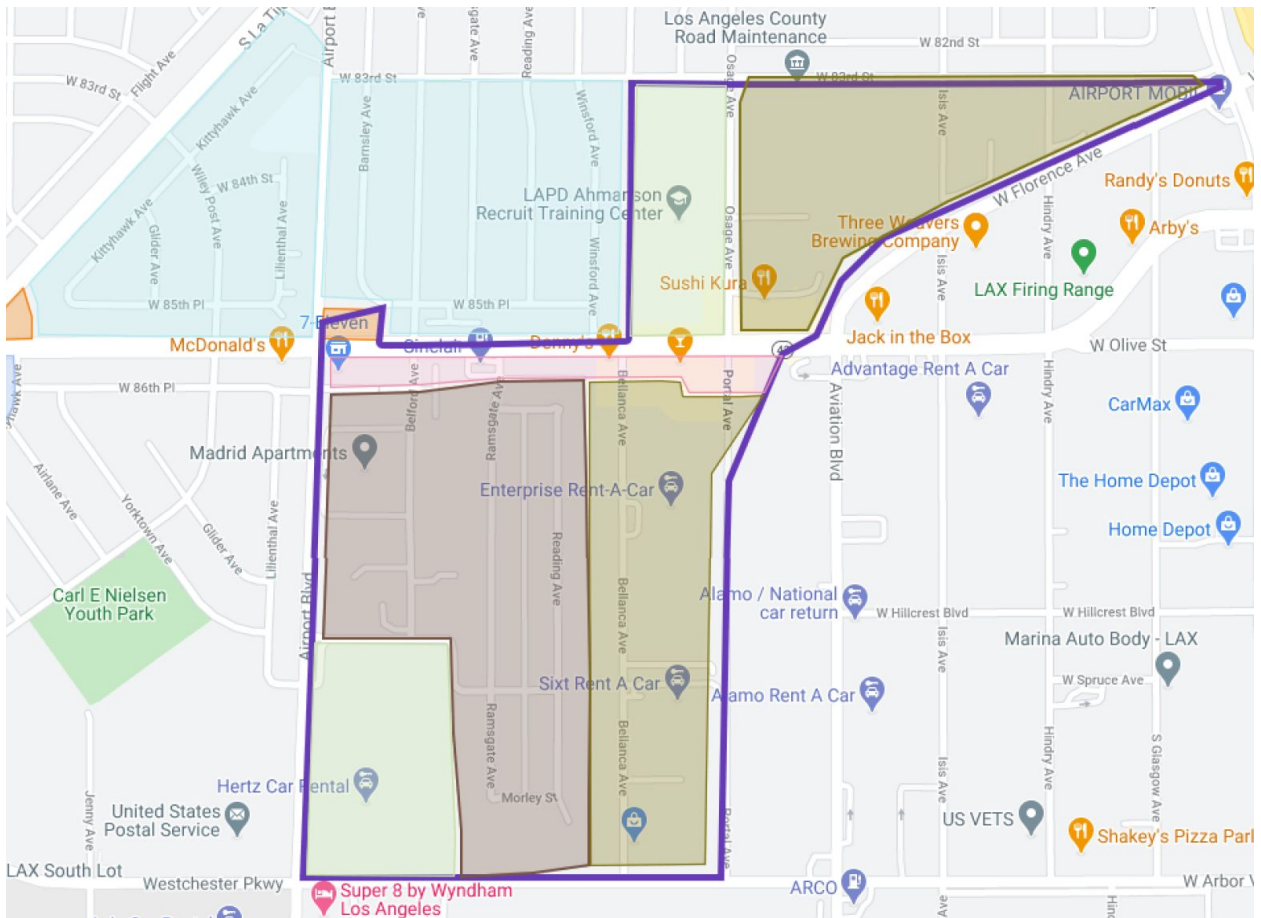 Los Angeles County
Road Maintenance
W 82nd St
S La Tij
Airport B
gate Ave
Reading Ave
Flight Ave
W 83rd St
W 83rd St
W 83rd St
Osage Ave
AIRPORT MOBIL
Kittyhawk Ave
Barnsley Ave
Winsford Ave
Isis Ave
W Florence Ave
W 84th St
Wiley Post Ave
LAPD Ahmanson
Recruit Training Center
Randy's Donuts
Kittyhawk Ave
Glider Ave
Lilienthal Ave
Winsford Ave
Osage Ave
Three Weavers
Brewing Company
Isis Ave
Hindry Ave
Arby's
Sushi Kura
LAX Firing Range
W 85th Pl
W 85th Pl
7-Eleven
McDonald's
Sinclair
Denny's
42
Jack in the Box
W Olive St
W 86th Pl
Belford Ave
Ramsgate Ave
Bellanca Ave
Portal Ave
Advantage Rent A Car
Aviation Blvd
Hindry Ave
CarMax
Madrid Apartments
Airlane Ave
Yorktown Ave
Glider Ave
Lilienthal Ave
Enterprise Rent-A-Car
The Home Depot
Home Depot
Reading Ave
Bellanca Ave
Airport Blvd
Carl E Nielsen
Youth Park
Alamo / National
car return
W Hillcrest Blvd
W Hillcrest Blvd
Isis Ave
Marina Auto Body - LAX
Sixt Rent A Car
Alamo Rent A Car
W Spruce Ave
Ramsgate Ave
Bellanca Ave
Hindry Ave
S Glasgow Ave
Isis Ave
Hertz Car Rental
Morley St
United States
Postal Service
Jenny Ave
Portal Ave
US VETS
Shakey's Pizza Parl
LAX South Lot
Westchester Pkwy
Super 8 by Wyndham
Los Angeles
ARCO
W Arbor V